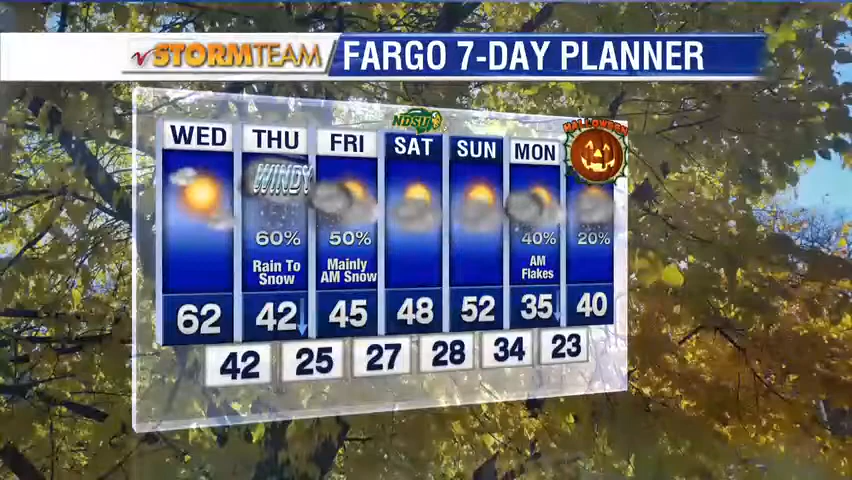 STORMTEAM
FARGO 7-DAY PLANNER
NDSU
HALLOWEEN
WED
THU
FRI
SAT
SUN
MON
WINDY
60%
50%
40%
20%
Rain To
Snow
Mainly
AM Snow
AM
Flakes
62
42
45
48
52
35
40
42
25
27
28
34
23